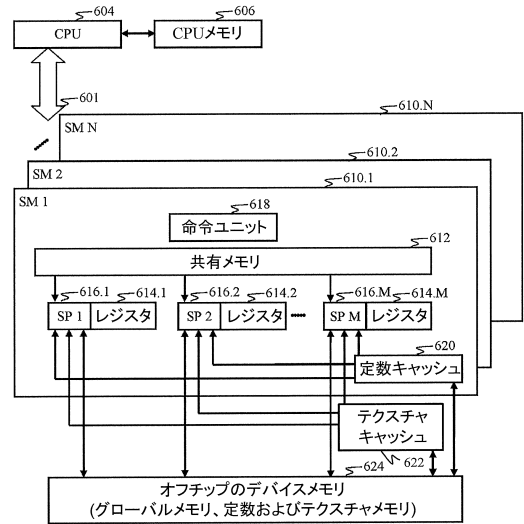 604
606
CPU
CPUメモリ
601
610.N
SM N
610.2
SM 2
610.1
SM 1
618
命令ユニット
612
共有メモリ
616.1
614.1
616.2
614.2
616.M
614.M
SP 1
レジスタ
SP 2
レジスタ
SP M
レジスタ
620
定数キャッシュ
テクスチャ
キャッシュ
624
622
オフチップのデバイスメモリ
(グローバルメモリ、定数およびテクスチャメモリ)